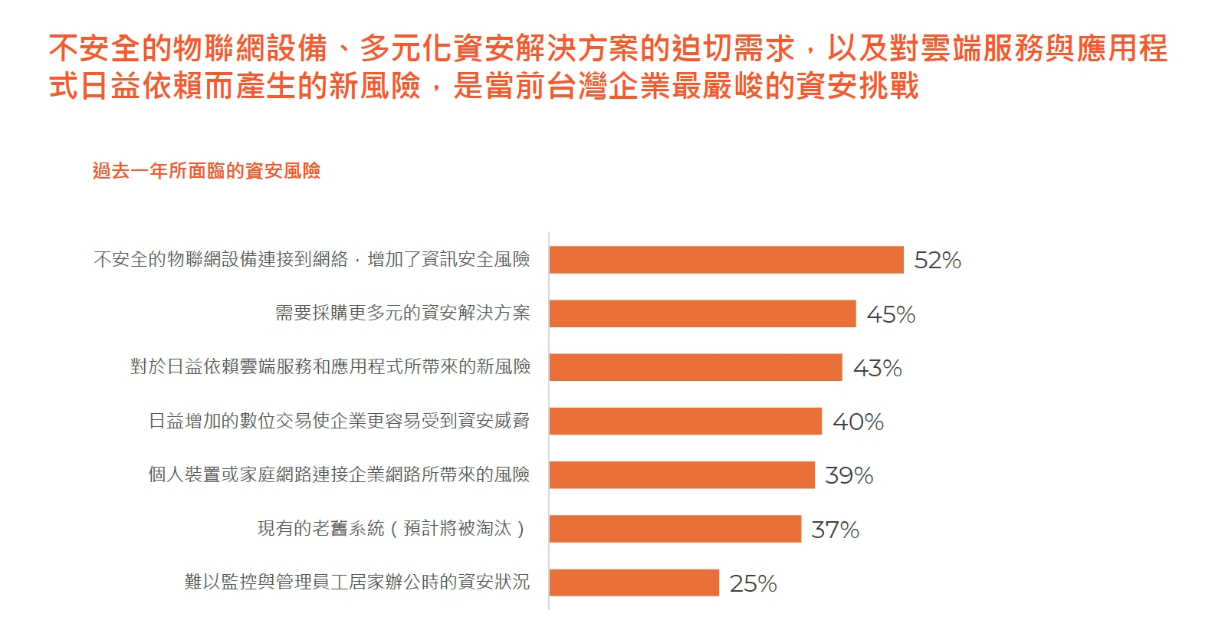 不安全的物聯網設備、多元化資安解決方案的迫切需求，以及對雲端服務與應用程
式日益依賴而產生的新風險，是當前台灣企業最嚴峻的資安挑戰
過去一年所面臨的資安風險
不安全的物聯網設備連接到網絡，增加了資訊安全風險 52%
需要採購更多元的資安解決方案 45%
對於日益依賴雲端服務和應用程式所帶來的新風險 43%
日益增加的數位交易使企業更容易受到資安威脅 40%
個人裝置或家庭網路連接企業網路所帶來的風險 39%
現有的老舊系統（預計將被淘汰） 37%
難以監控與管理員工居家辦公時的資安狀況 25%